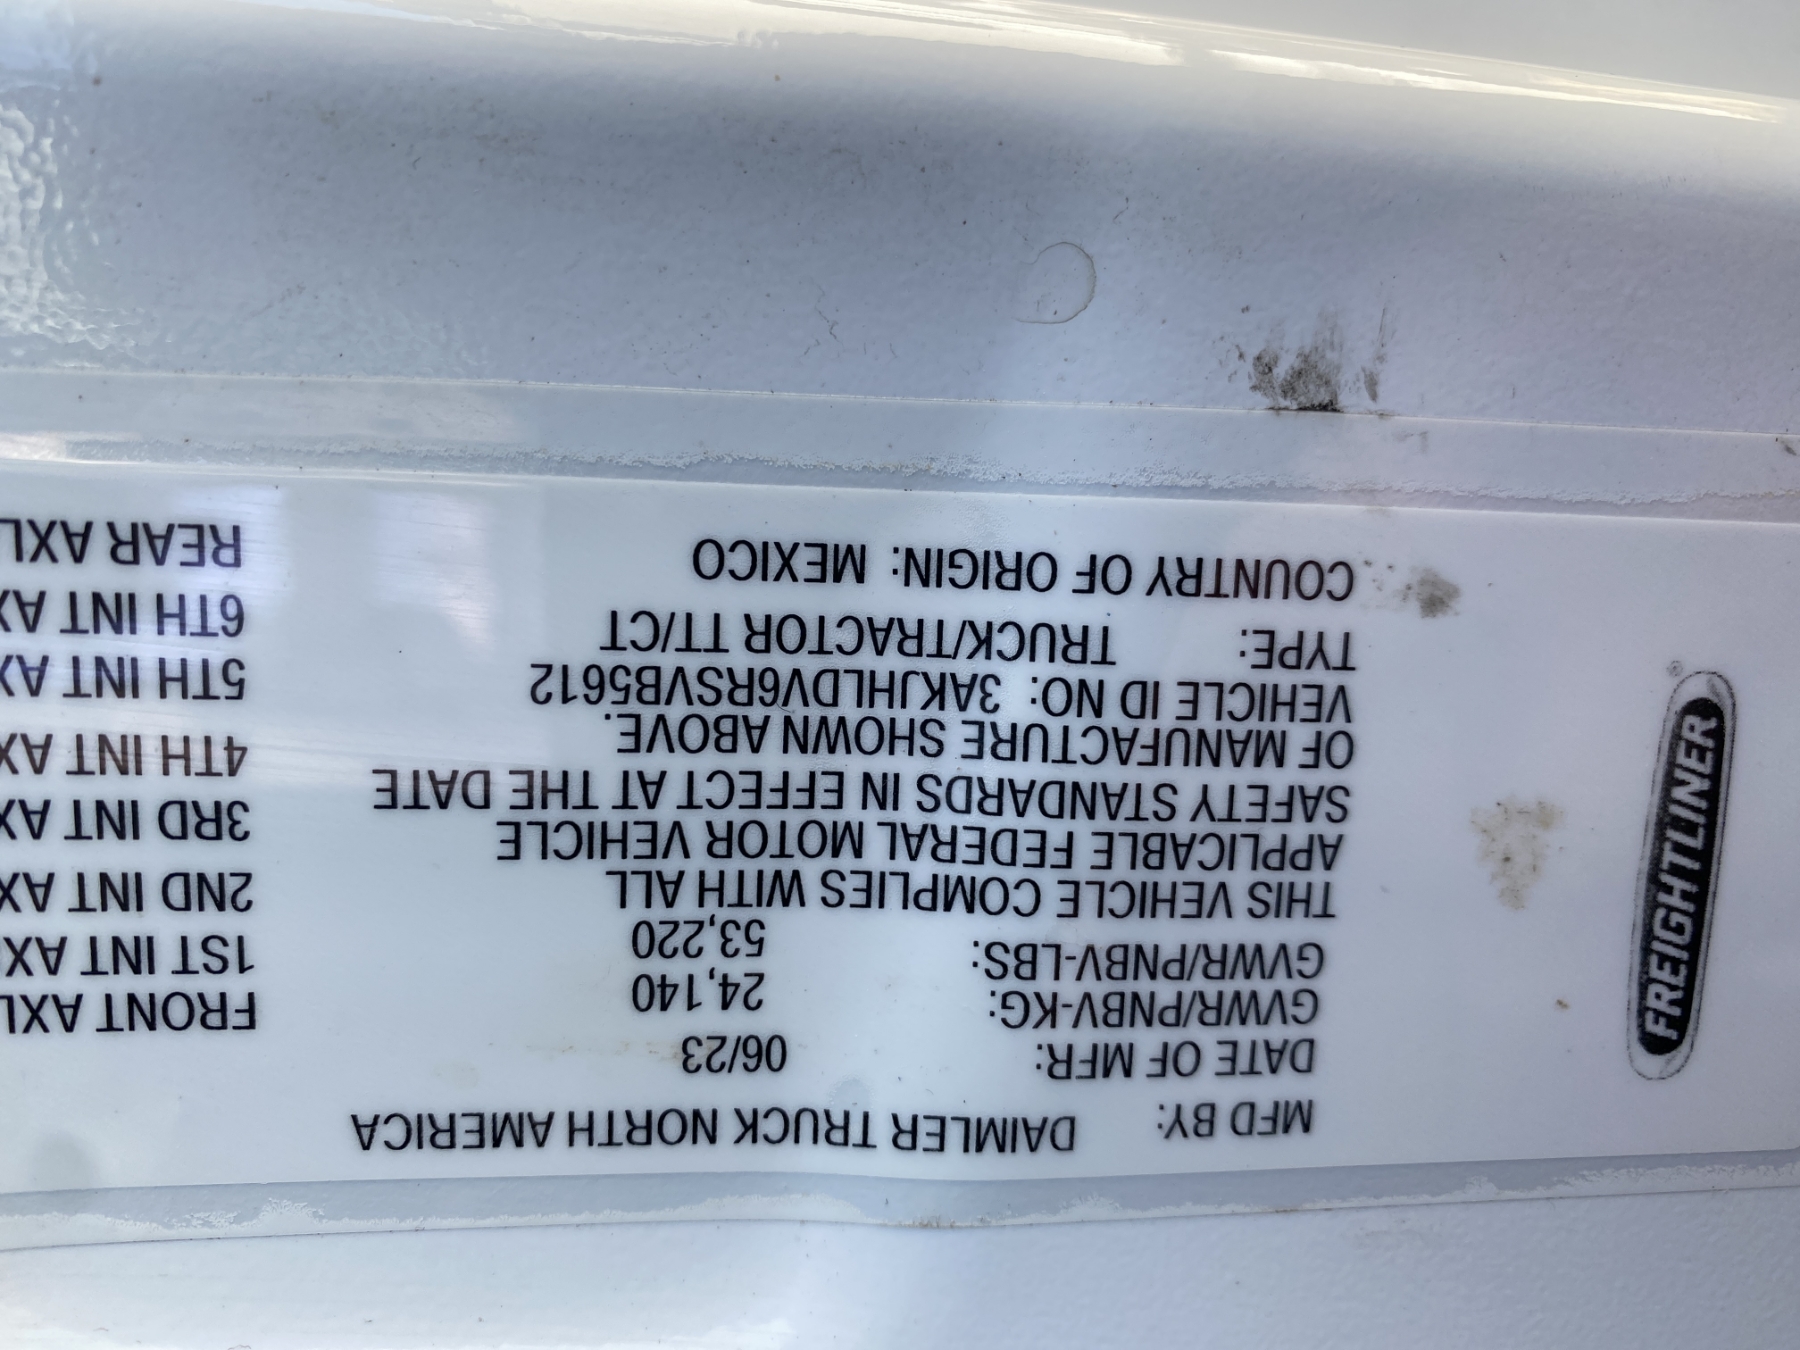 FREIGHTLINER
MFD BY: DAIMLER TRUCK NORTH AMERICA
DATE OF MFR: 06/23
GVWR/PNBV-KG: 24,140
GVWR/PNBV-LBS: 53,220
THIS VEHICLE COMPLIES WITH ALL
APPLICABLE FEDERAL MOTOR VEHICLE
SAFETY STANDARDS IN EFFECT AT THE DATE
OF MANUFACTURE SHOWN ABOVE.
VEHICLE ID NO: 3AKJHLDV6RSVB5612
TYPE: TRUCK/TRACTOR TT/CT
COUNTRY OF ORIGIN: MEXICO
FRONT AXL
1ST INT AX
2ND INT AX
3RD INT AX
4TH INT AX
5TH INT AX
6TH INT AX
REAR AXL